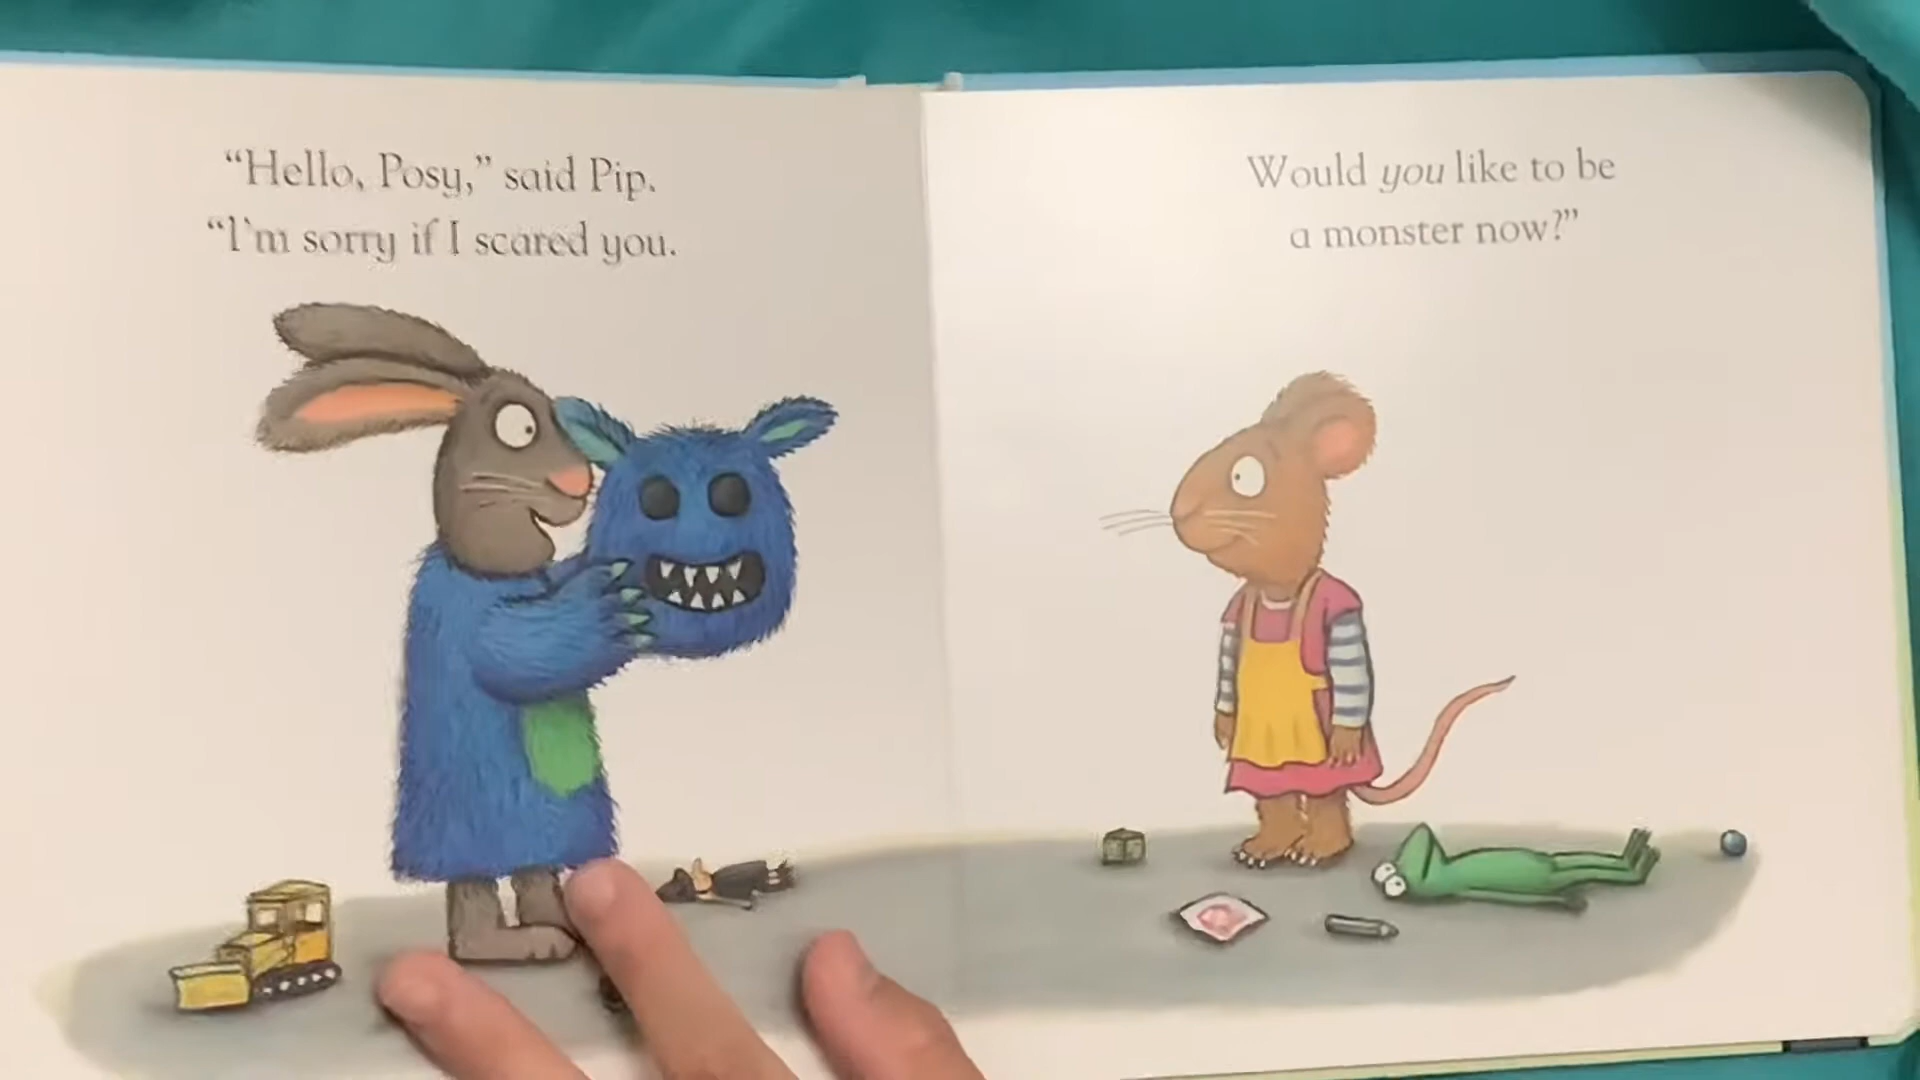 “Hello, Posy,” said Pip.
“I’m sorry if I scared you.
Would you like to be
a monster now?”